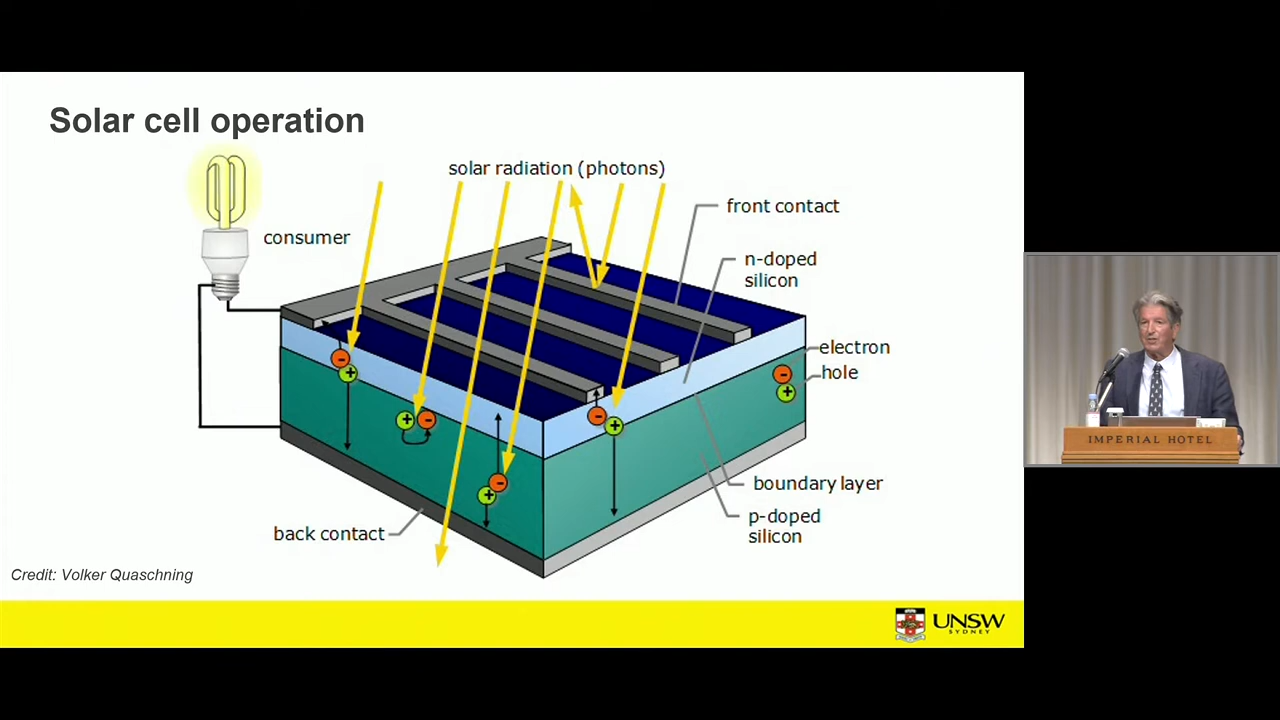 Solar cell operation
solar radiation (photons)
front contact
consumer
n-doped
silicon
electron
hole
boundary layer
p-doped
silicon
back contact
Credit: Volker Quaschning
UNSW
SYDNEY
IMPERIAL HOTEL